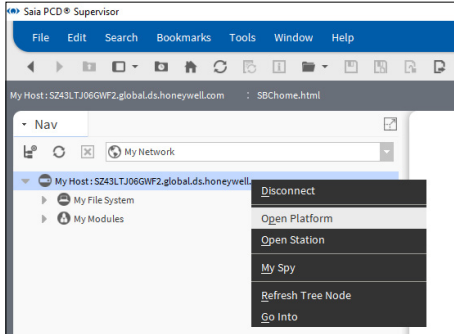 Saia PCD® Supervisor
File Edit Search Bookmarks Tools Window Help
My Host : SZ43LTJ06GWF2.global.ds.honeywell.com : SBChome.html
Nav
My Network
My Host : SZ43LTJ06GWF2.global.ds.honeywell.
Disconnect
My File System
Open Platform
My Modules
Open Station
My Spy
Refresh Tree Node
Go Into